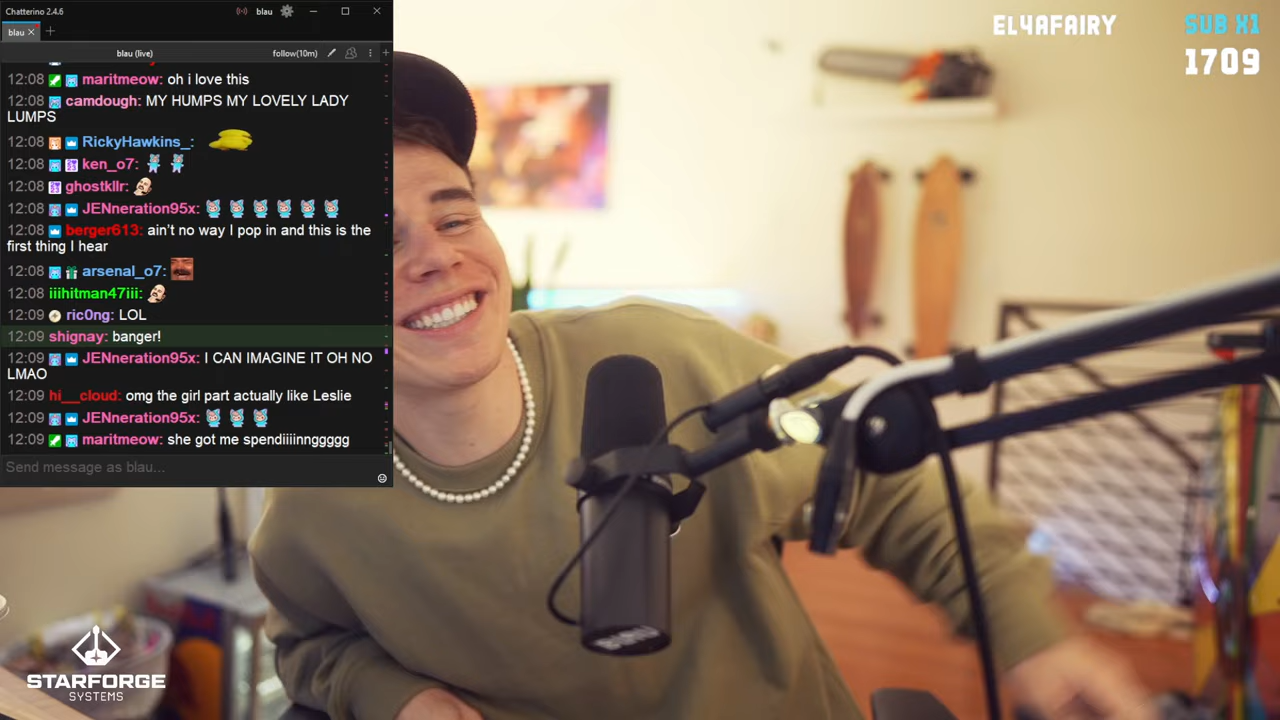 Chatterino 2.4.6
blau
blau
blau (live)
follow(10m)
12:08 maritmeow: oh i love this
12:08 camdough: MY HUMPS MY LOVELY LADY
LUMPS
12:08 RickyHawkins_:
12:08 ken_o7:
12:08 ghostkllr:
12:08 JENneration95x:
12:08 berger613: ain't no way I pop in and this is the
first thing I hear
12:08 arsenal_o7:
12:08 iiihitman47iii:
12:08 ric0ng: LOL
12:09 shignay: banger!
12:09 JENneration95x: I CAN IMAGINE IT OH NO
LMAO
12:09 hi__cloud: omg the girl part actually like Leslie
12:09 JENneration95x:
12:09 maritmeow: she got me spendiiiinnggggg
Send message as blau...
EL4AFAIRY
SUB X1
1709
STARFORGE
SYSTEMS